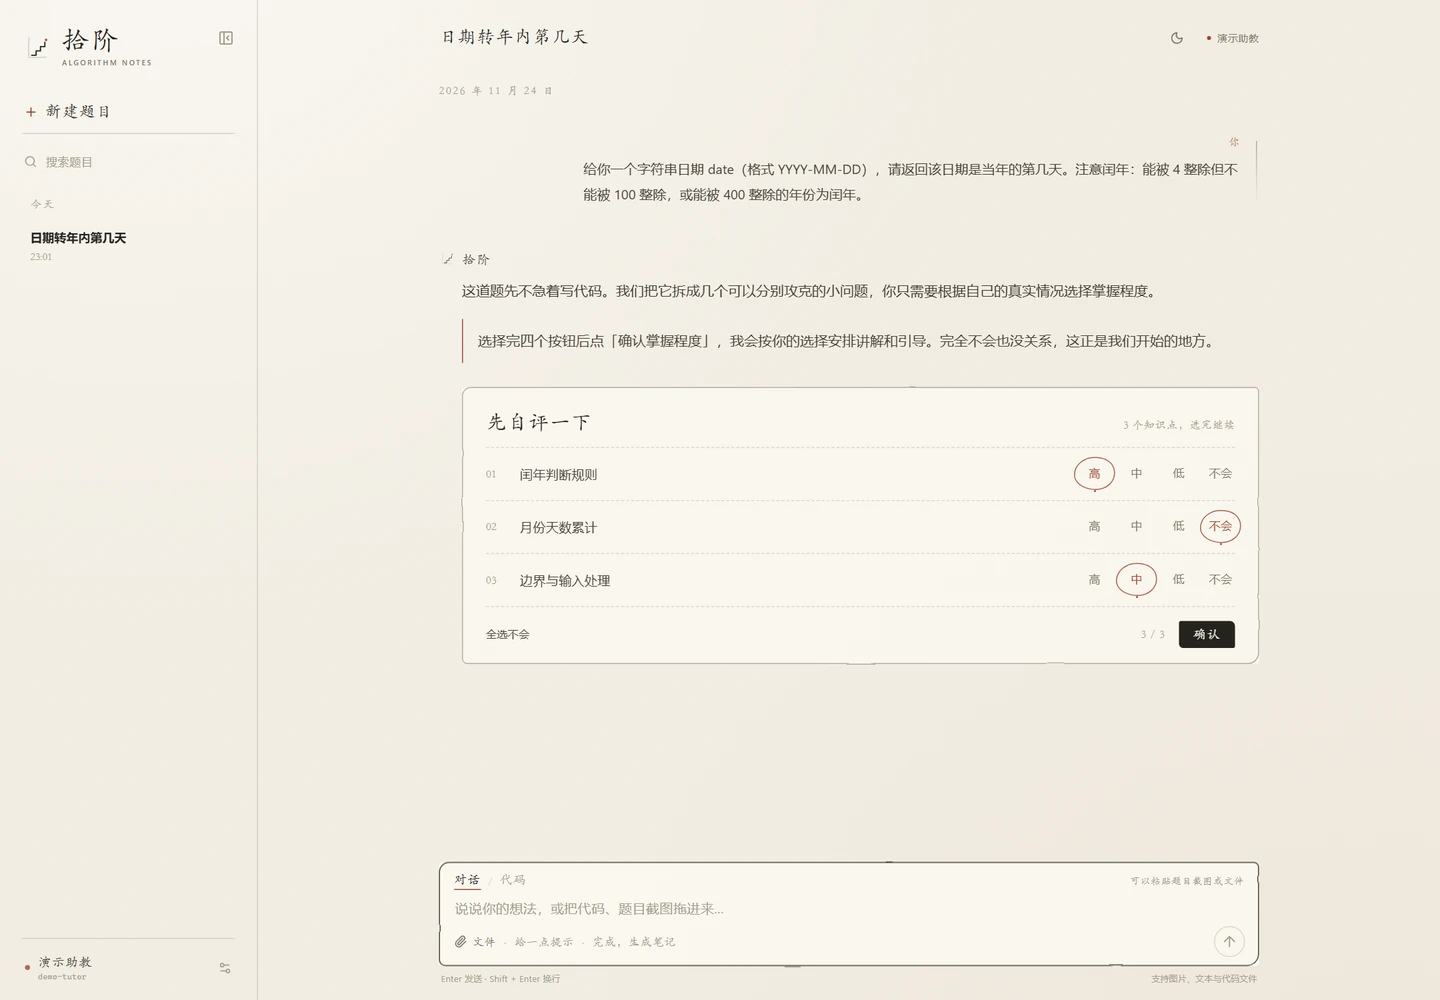 拾阶
ALGORITHM NOTES
+ 新建题目
搜索题目
今天
日期转年内第几天
23:01
演示助教
demo-tutor
日期转年内第几天
演示助教
2026 年 11 月 24 日
你
给你一个字符串日期 date（格式 YYYY-MM-DD），请返回该日期是当年的第几天。注意闰年：能被 4 整除但不
能被 100 整除，或能被 400 整除的年份为闰年。
拾阶
这道题先不急着写代码。我们把它拆成几个可以分别攻克的小问题，你只需要根据自己的真实情况选择掌握程度。
选择完四个按钮后点「确认掌握程度」，我会按你的选择安排讲解和引导。完全不会也没关系，这正是我们开始的地方。
先自评一下
3 个知识点，选完继续
01 闰年判断规则 高 中 低 不会
02 月份天数累计 高 中 低 不会
03 边界与输入处理 高 中 低 不会
全选不会 3 / 3 确认
对话 / 代码
可以粘贴题目截图或文件
说说你的想法，或把代码、题目截图拖进来...
文件 · 给一点提示 · 完成，生成笔记
Enter 发送 · Shift + Enter 换行
支持图片、文本与代码文件